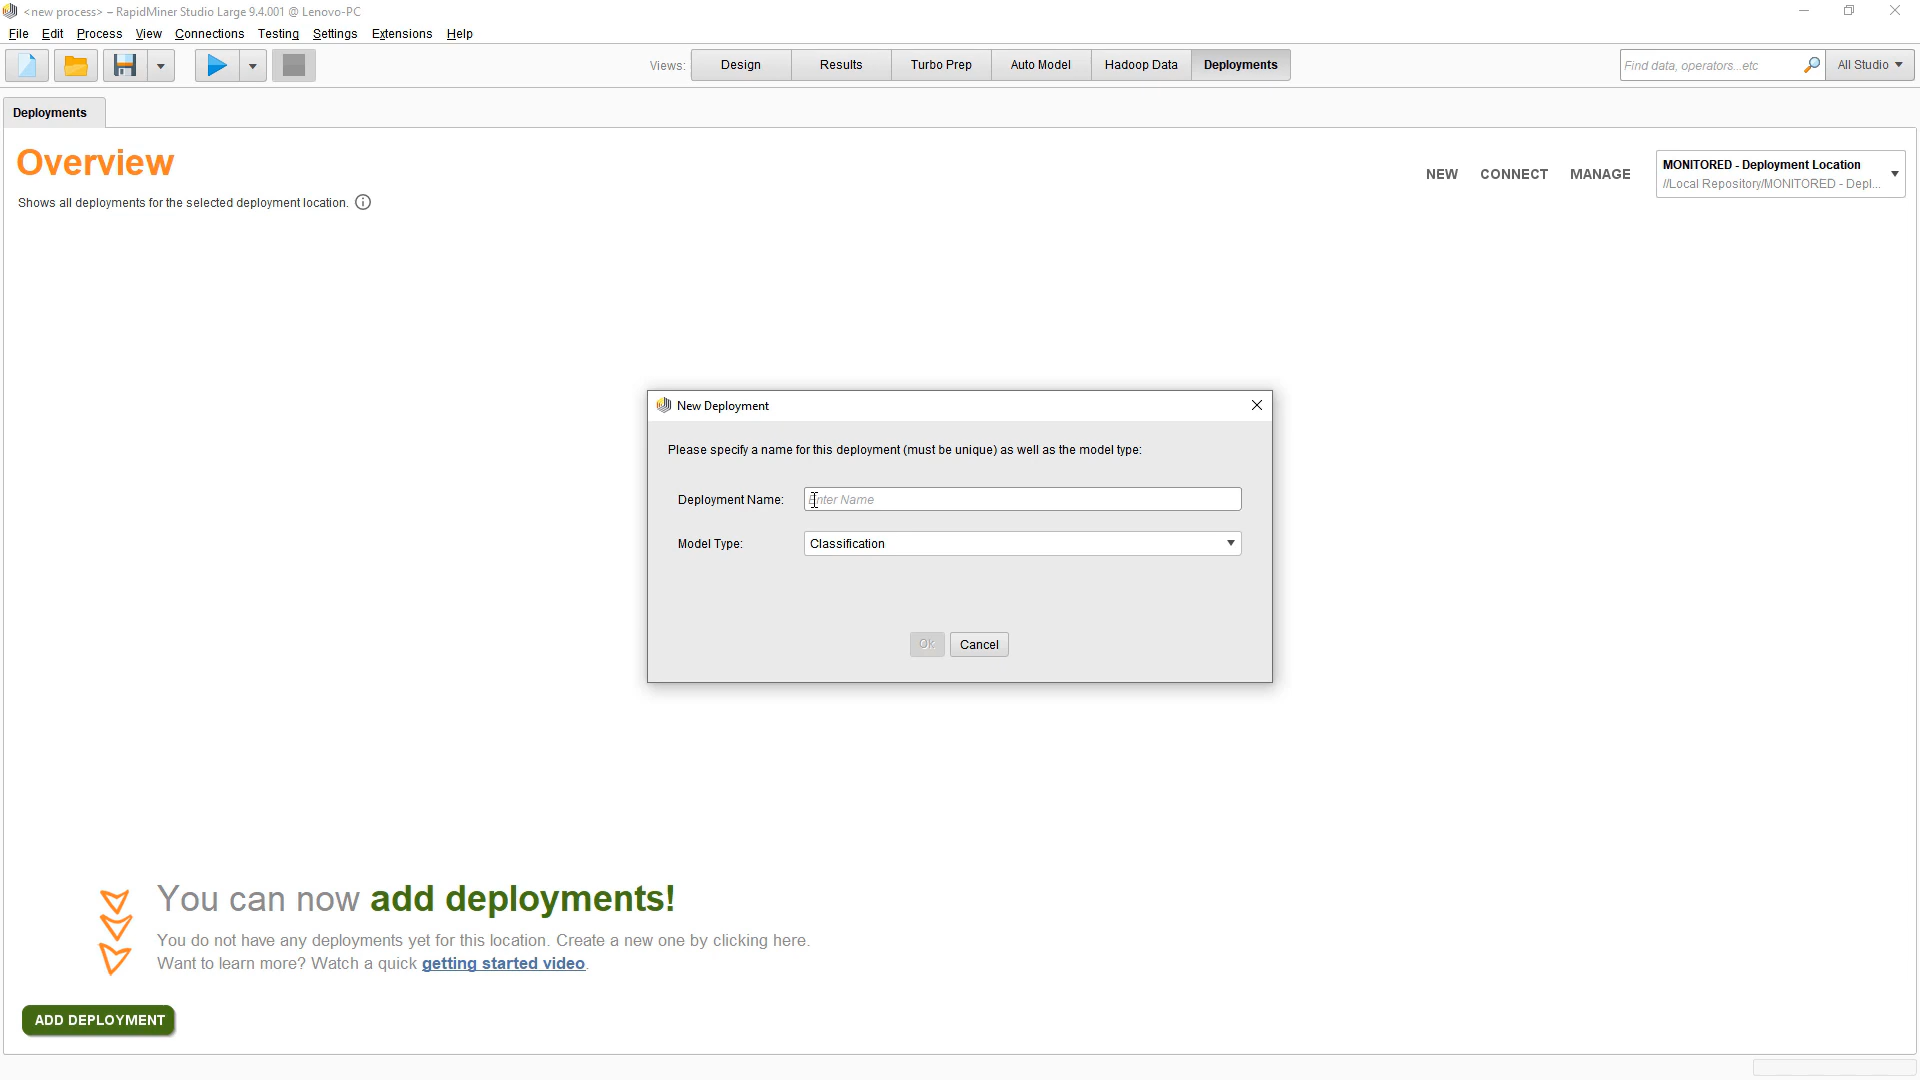 <new process> – RapidMiner Studio Large 9.4.001 @ Lenovo-PC
File Edit Process View Connections Testing Settings Extensions Help
Views: Design Results Turbo Prep Auto Model Hadoop Data Deployments
Find data, operators...etc All Studio
Deployments
Overview
NEW CONNECT MANAGE
MONITORED - Deployment Location
//Local Repository/MONITORED - Depl...
Shows all deployments for the selected deployment location.
New Deployment
Please specify a name for this deployment (must be unique) as well as the model type:
Deployment Name: Enter Name
Model Type: Classification
Ok Cancel
You can now add deployments!
You do not have any deployments yet for this location. Create a new one by clicking here.
Want to learn more? Watch a quick getting started video.
ADD DEPLOYMENT